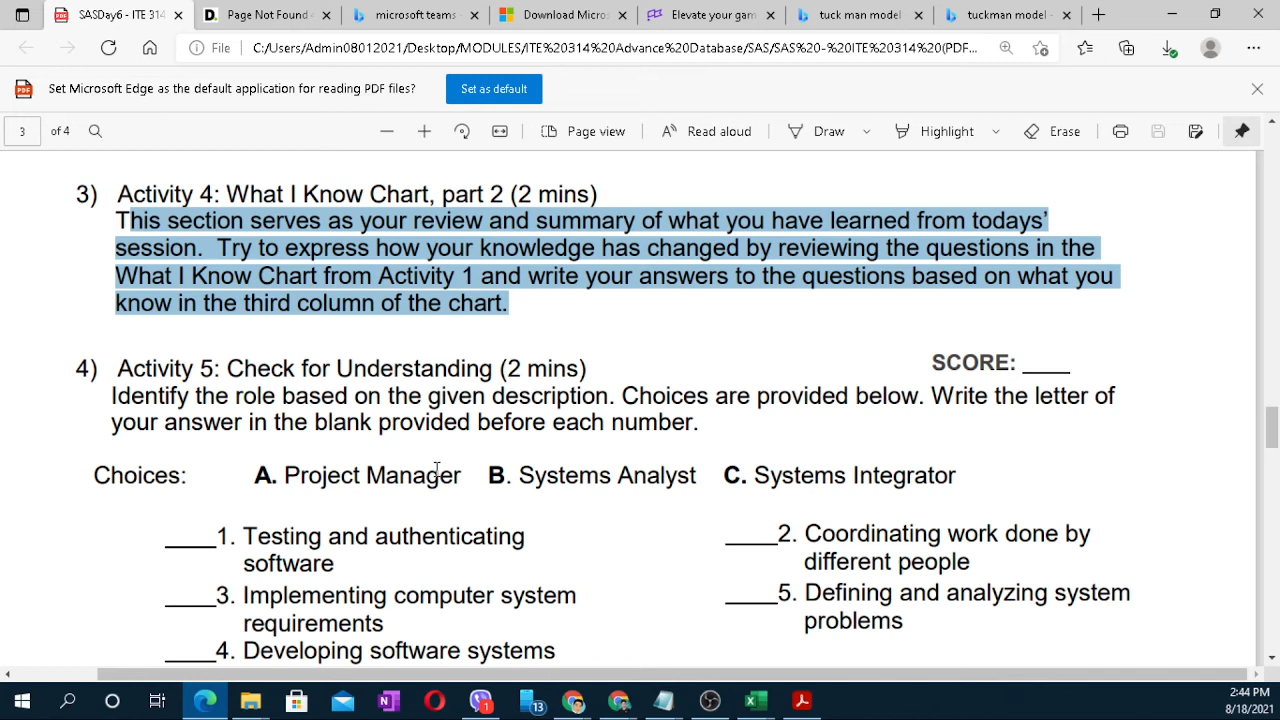 SASDay6 - ITE 314
Page Not Found
microsoft teams -
Download Micros
Elevate your gam
tuck man model
tuckman model -
File
C:/Users/Admin08012021/Desktop/MODULES/ITE%20314%20Advance%20Database/SAS/SAS%20-%20ITE%20314%20(PDF...
Set Microsoft Edge as the default application for reading PDF files?
Set as default
3 of 4
Page view
Read aloud
Draw
Highlight
Erase
3) Activity 4: What I Know Chart, part 2 (2 mins)
This section serves as your review and summary of what you have learned from todays’
session. Try to express how your knowledge has changed by reviewing the questions in the
What I Know Chart from Activity 1 and write your answers to the questions based on what you
know in the third column of the chart.
4) Activity 5: Check for Understanding (2 mins)
SCORE: ____
Identify the role based on the given description. Choices are provided below. Write the letter of
your answer in the blank provided before each number.
Choices: A. Project Manager B. Systems Analyst C. Systems Integrator
____1. Testing and authenticating
software
____2. Coordinating work done by
different people
____3. Implementing computer system
requirements
____5. Defining and analyzing system
problems
____4. Developing software systems
1
13
2:44 PM
8/18/2021